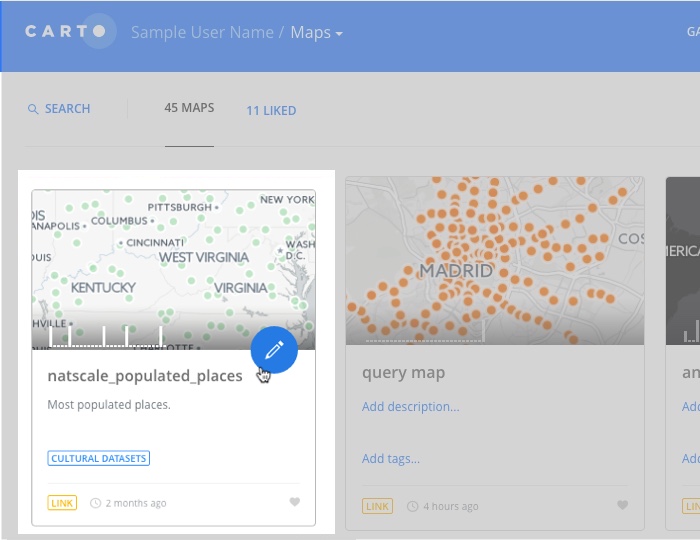 CARTO
Sample User Name / Maps
GA
SEARCH
45 MAPS
11 LIKED
NEW YORK
PITTSBURGH
COLUMBUS
ANAPOLIS
CINCINNATI
WASH
D.C.
WEST VIRGINIA
OUIS
KENTUCKY
VIRGINIA
HVILLE
CHARLOTTE
natscale_populated_places
Most populated places.
CULTURAL DATASETS
LINK
2 months ago
COS
MADRID
query map
Add description...
Add tags...
LINK
4 hours ago
MERICA
an
Add
Add
LIN